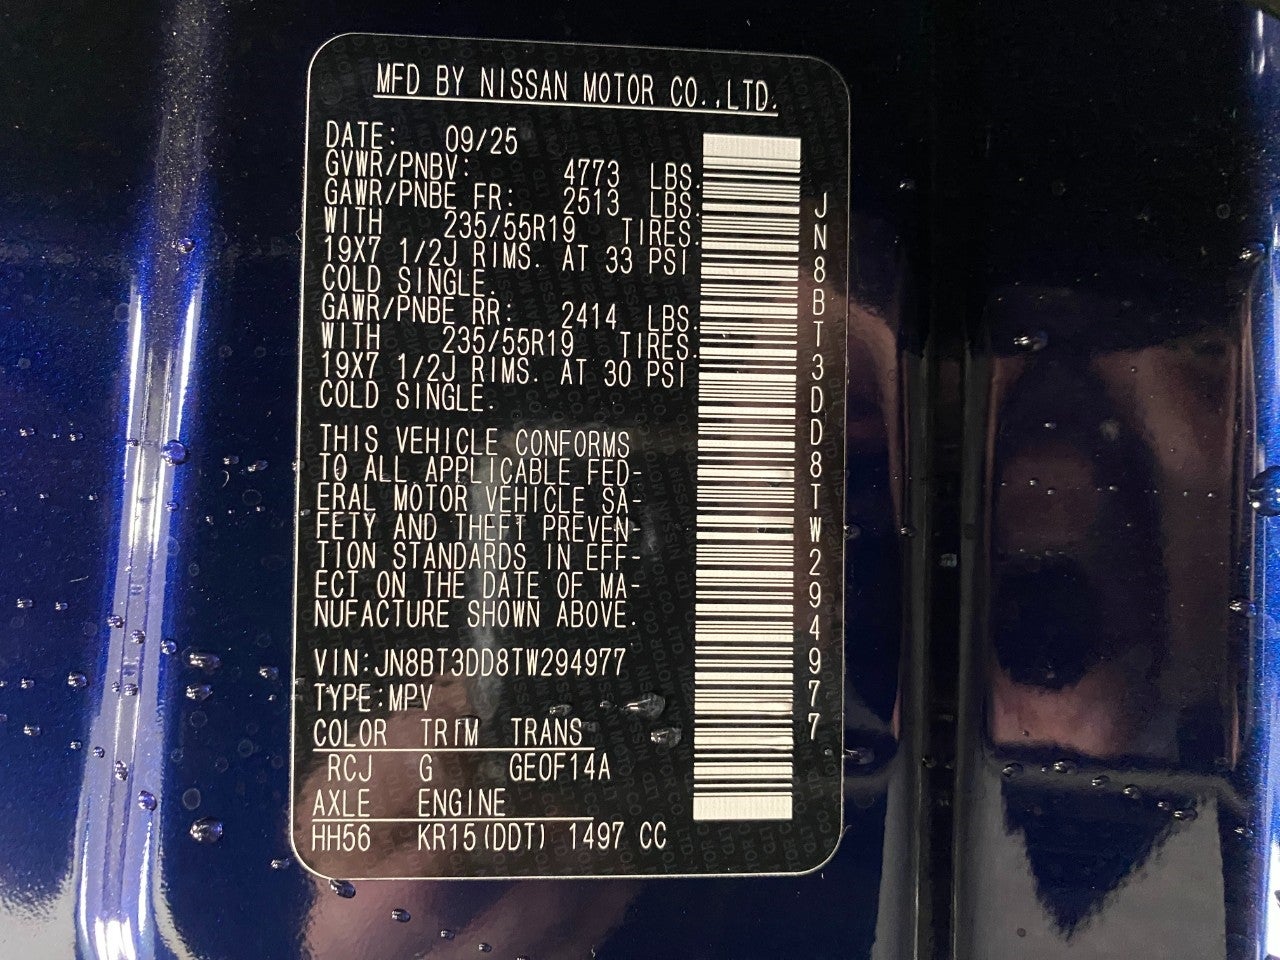 MFD BY NISSAN MOTOR CO.,LTD.
DATE: 09/25
GVWR/PNBV: 4773 LBS.
GAWR/PNBE FR: 2513 LBS.
WITH 235/55R19 TIRES.
19X7 1/2J RIMS. AT 33 PSI
COLD SINGLE.
GAWR/PNBE RR: 2414 LBS.
WITH 235/55R19 TIRES.
19X7 1/2J RIMS. AT 30 PSI
COLD SINGLE.
THIS VEHICLE CONFORMS
TO ALL APPLICABLE FED-
ERAL MOTOR VEHICLE SA-
FETY AND THEFT PREVEN-
TION STANDARDS IN EFF-
ECT ON THE DATE OF MA-
NUFACTURE SHOWN ABOVE.
VIN:JN8BT3DD8TW294977
TYPE:MPV
COLOR TRIM TRANS
RCJ G GE0F14A
AXLE ENGINE
HH56 KR15(DDT) 1497 CC
JN8BT3DD8TW294977